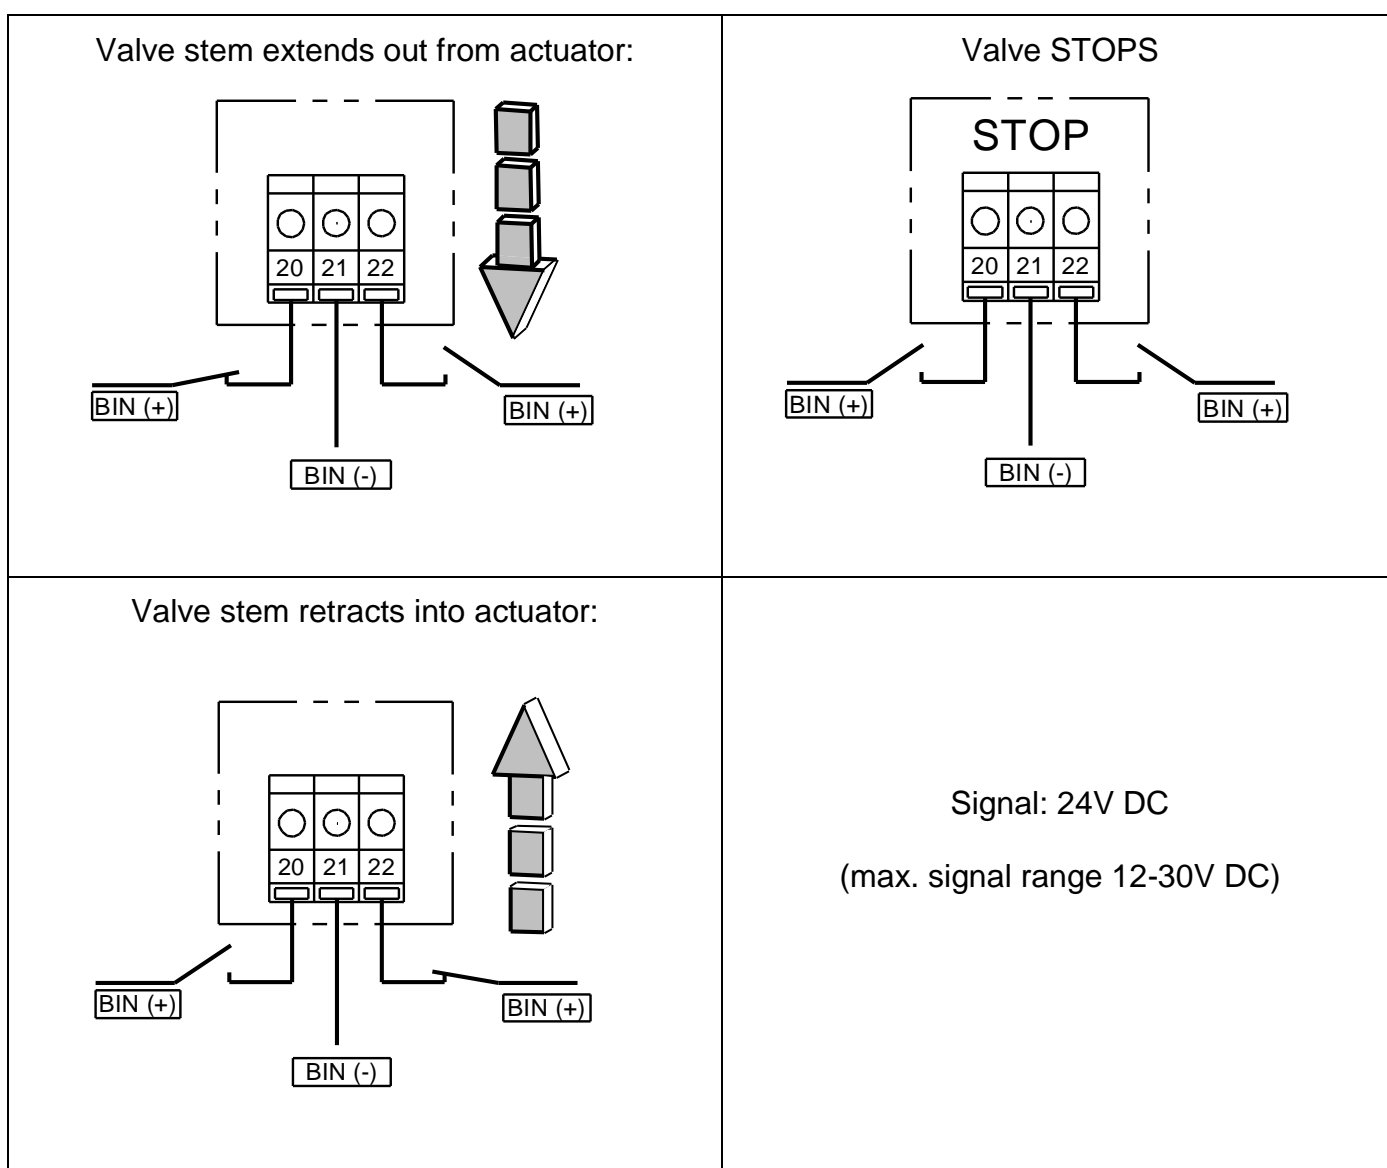 Valve stem extends out from actuator:
20 21 22
BIN (+)
BIN (+)
BIN (-)
Valve STOPS
STOP
20 21 22
BIN (+)
BIN (+)
BIN (-)
Valve stem retracts into actuator:
20 21 22
BIN (+)
BIN (+)
BIN (-)
Signal: 24V DC
(max. signal range 12-30V DC)